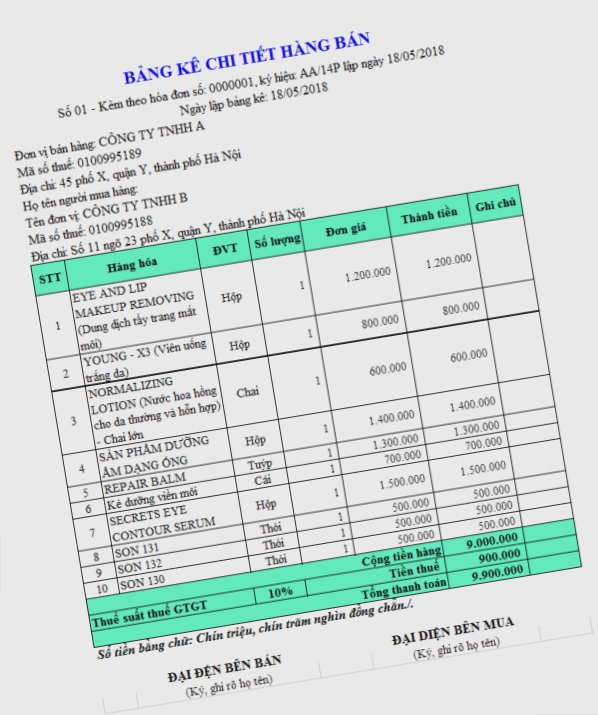 BẢNG KÊ CHI TIẾT HÀNG BÁN
Số 01 - Kèm theo hóa đơn số: 0000001, ký hiệu: AA/14P lập ngày 18/05/2018
Ngày lập bảng kê: 18/05/2018
Đơn vị bán hàng: CÔNG TY TNHH A
Mã số thuế: 0100995189
Địa chỉ: 45 phố X, quận Y, thành phố Hà Nội
Họ tên người mua hàng:
Tên đơn vị: CÔNG TY TNHH B
Mã số thuế: 0100995188
Địa chỉ: Số 11 ngõ 23 phố X, quận Y, thành phố Hà Nội
STT Hàng hóa ĐVT Số lượng Đơn giá Thành tiền Ghi chú
EYE AND LIP
MAKEUP REMOVING
1 (Dung dịch tẩy trang mắt Hộp 1 1.200.000 1.200.000
môi)
2 YOUNG - X3 (Viên uống Hộp 1 800.000 800.000
trắng da)
NORMALIZING
LOTION (Nước hoa hồng
3 cho da thường và hỗn hợp) Chai 1 600.000 600.000
- Chai lớn
4 SẢN PHẨM DƯỠNG Hộp 1 1.400.000 1.400.000
ẨM DẠNG ỐNG
5 REPAIR BALM Tuýp 1 1.300.000 1.300.000
6 Kẻ dưỡng viền môi Cái 1 700.000 700.000
7 SECRETS EYE Hộp 1 1.500.000 1.500.000
CONTOUR SERUM
8 SON 131 Thỏi 1 500.000 500.000
9 SON 132 Thỏi 1 500.000 500.000
10 SON 130 Thỏi 1 500.000 500.000
Cộng tiền hàng 9.000.000
Thuế suất thuế GTGT 10% Tiền thuế 900.000
Tổng thanh toán 9.900.000
Số tiền bằng chữ: Chín triệu, chín trăm nghìn đồng chẵn./.
ĐẠI ĐỆN BÊN BÁN ĐẠI DIỆN BÊN MUA
(Ký, ghi rõ họ tên) (Ký, ghi rõ họ tên)